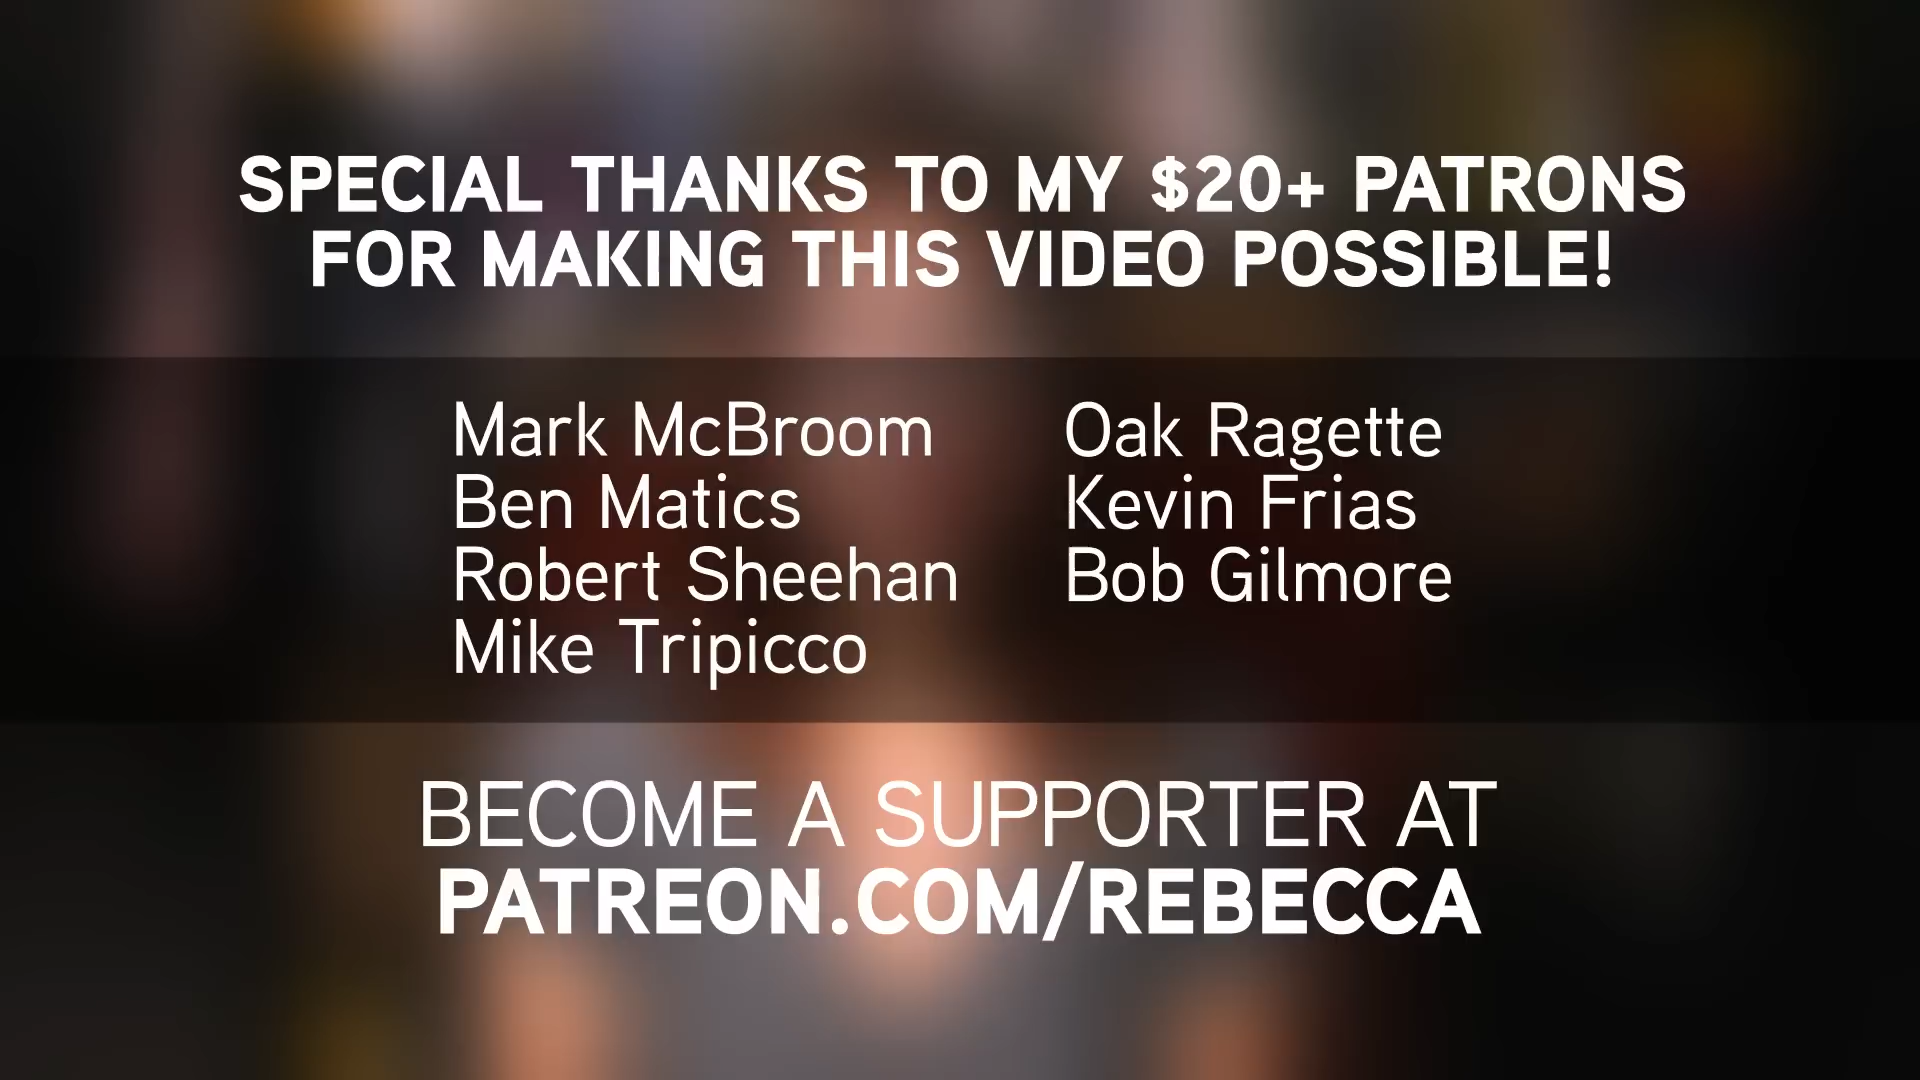 SPECIAL THANKS TO MY $20+ PATRONS
FOR MAKING THIS VIDEO POSSIBLE!
Mark McBroom
Ben Matics
Robert Sheehan
Mike Tripicco
Oak Ragette
Kevin Frias
Bob Gilmore
BECOME A SUPPORTER AT
PATREON.COM/REBECCA